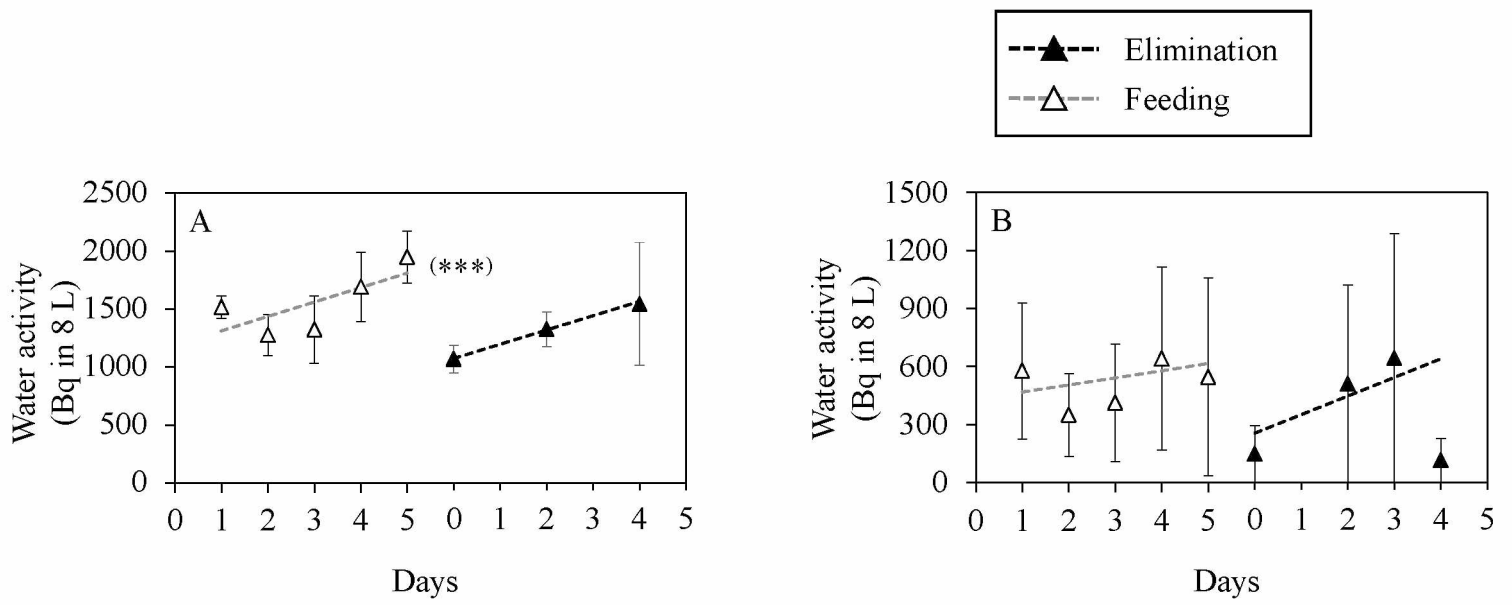 Elimination
Feeding
A
Water activity
(Bq in 8 L)
2500
2000
1500
1000
500
0
(***)
0 1 2 3 4 5 0 1 2 3 4 5
Days
B
Water activity
(Bq in 8 L)
1500
1200
900
600
300
0
0 1 2 3 4 5 0 1 2 3 4 5
Days